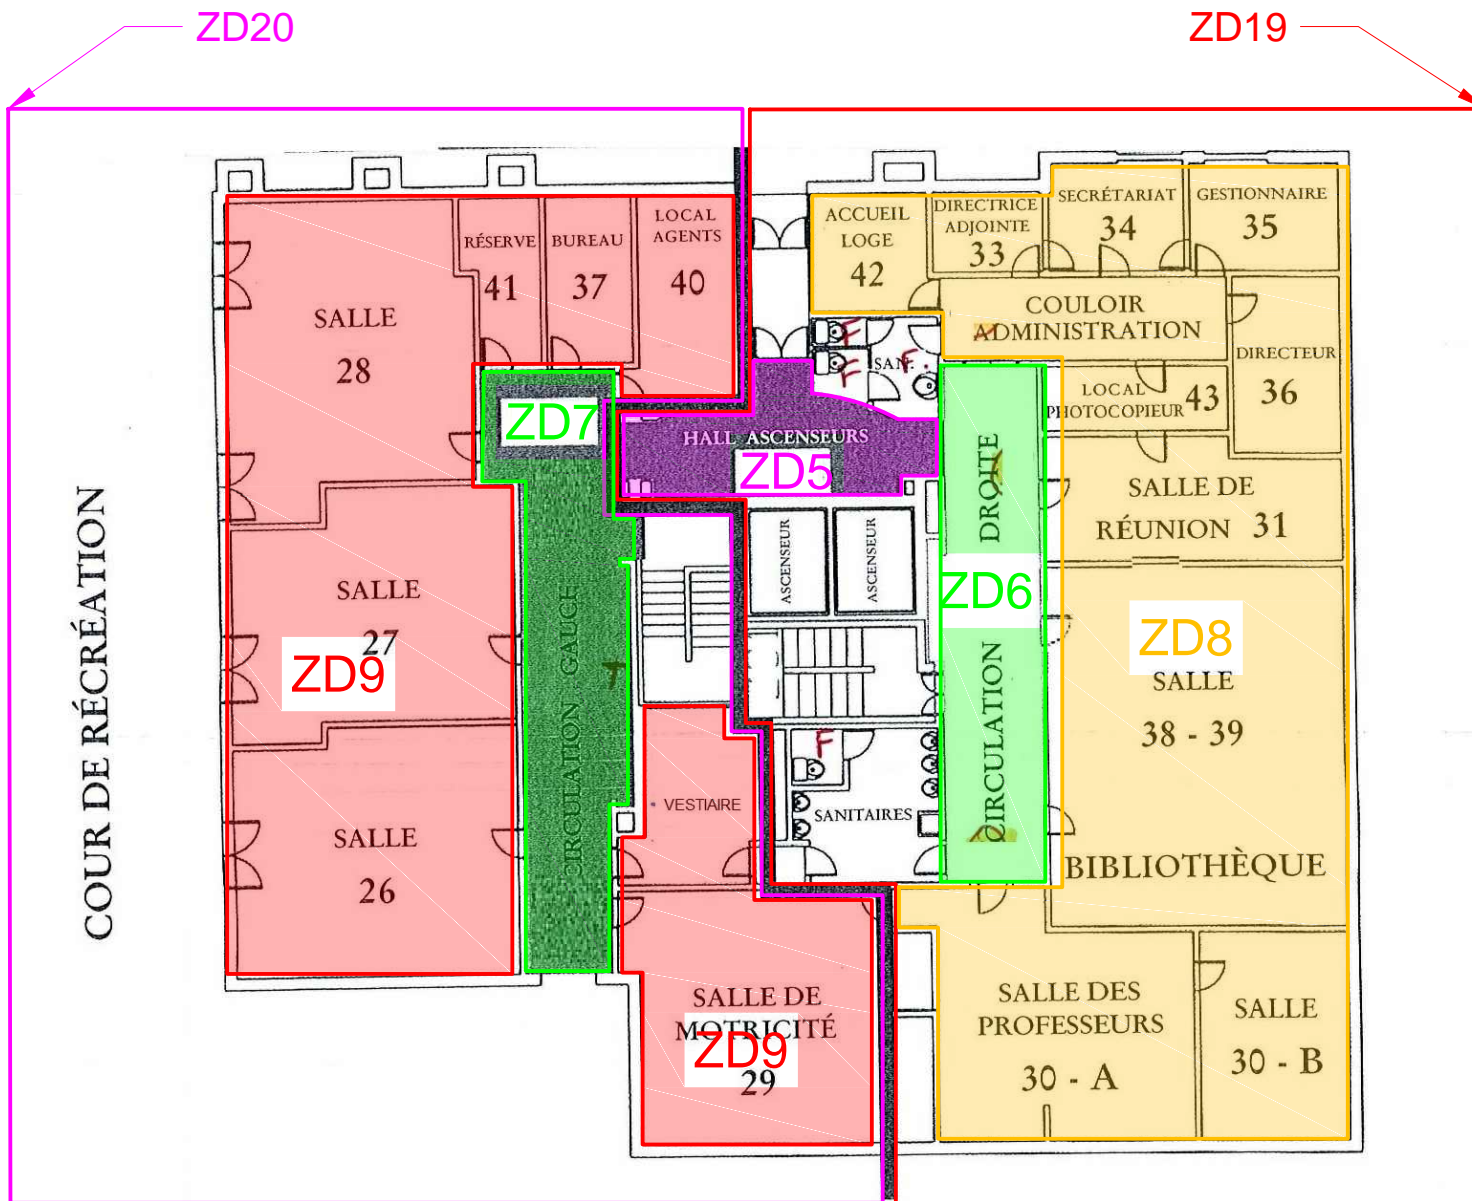 ZD20
ZD19
LOCAL
AGENTS
40
RÉSERVE
41
BUREAU
37
SALLE
28
ACCUEIL
LOGE
42
DIRECTRICE
ADJOINTE
33
SECRÉTARIAT
34
GESTIONNAIRE
35
COULOIR
ADMINISTRATION
DIRECTEUR
36
F
F
SAN.
F.
LOCAL
PHOTOCOPIEUR 43
ZD7
HALL ASCENSEURS
ZD5
SALLE DE
RÉUNION 31
ASCENSEUR
ASCENSEUR
CIRCULATION DROITE
ZD6
COUR DE RÉCRÉATION
SALLE
27
ZD9
CIRCULATION GAUCE
ZD8
SALLE
38 - 39
BIBLIOTHÈQUE
F
SANITAIRES
VESTIAIRE
SALLE
26
SALLE DE
MOTRICITÉ
ZD9
29
SALLE DES
PROFESSEURS
30 - A
SALLE
30 - B